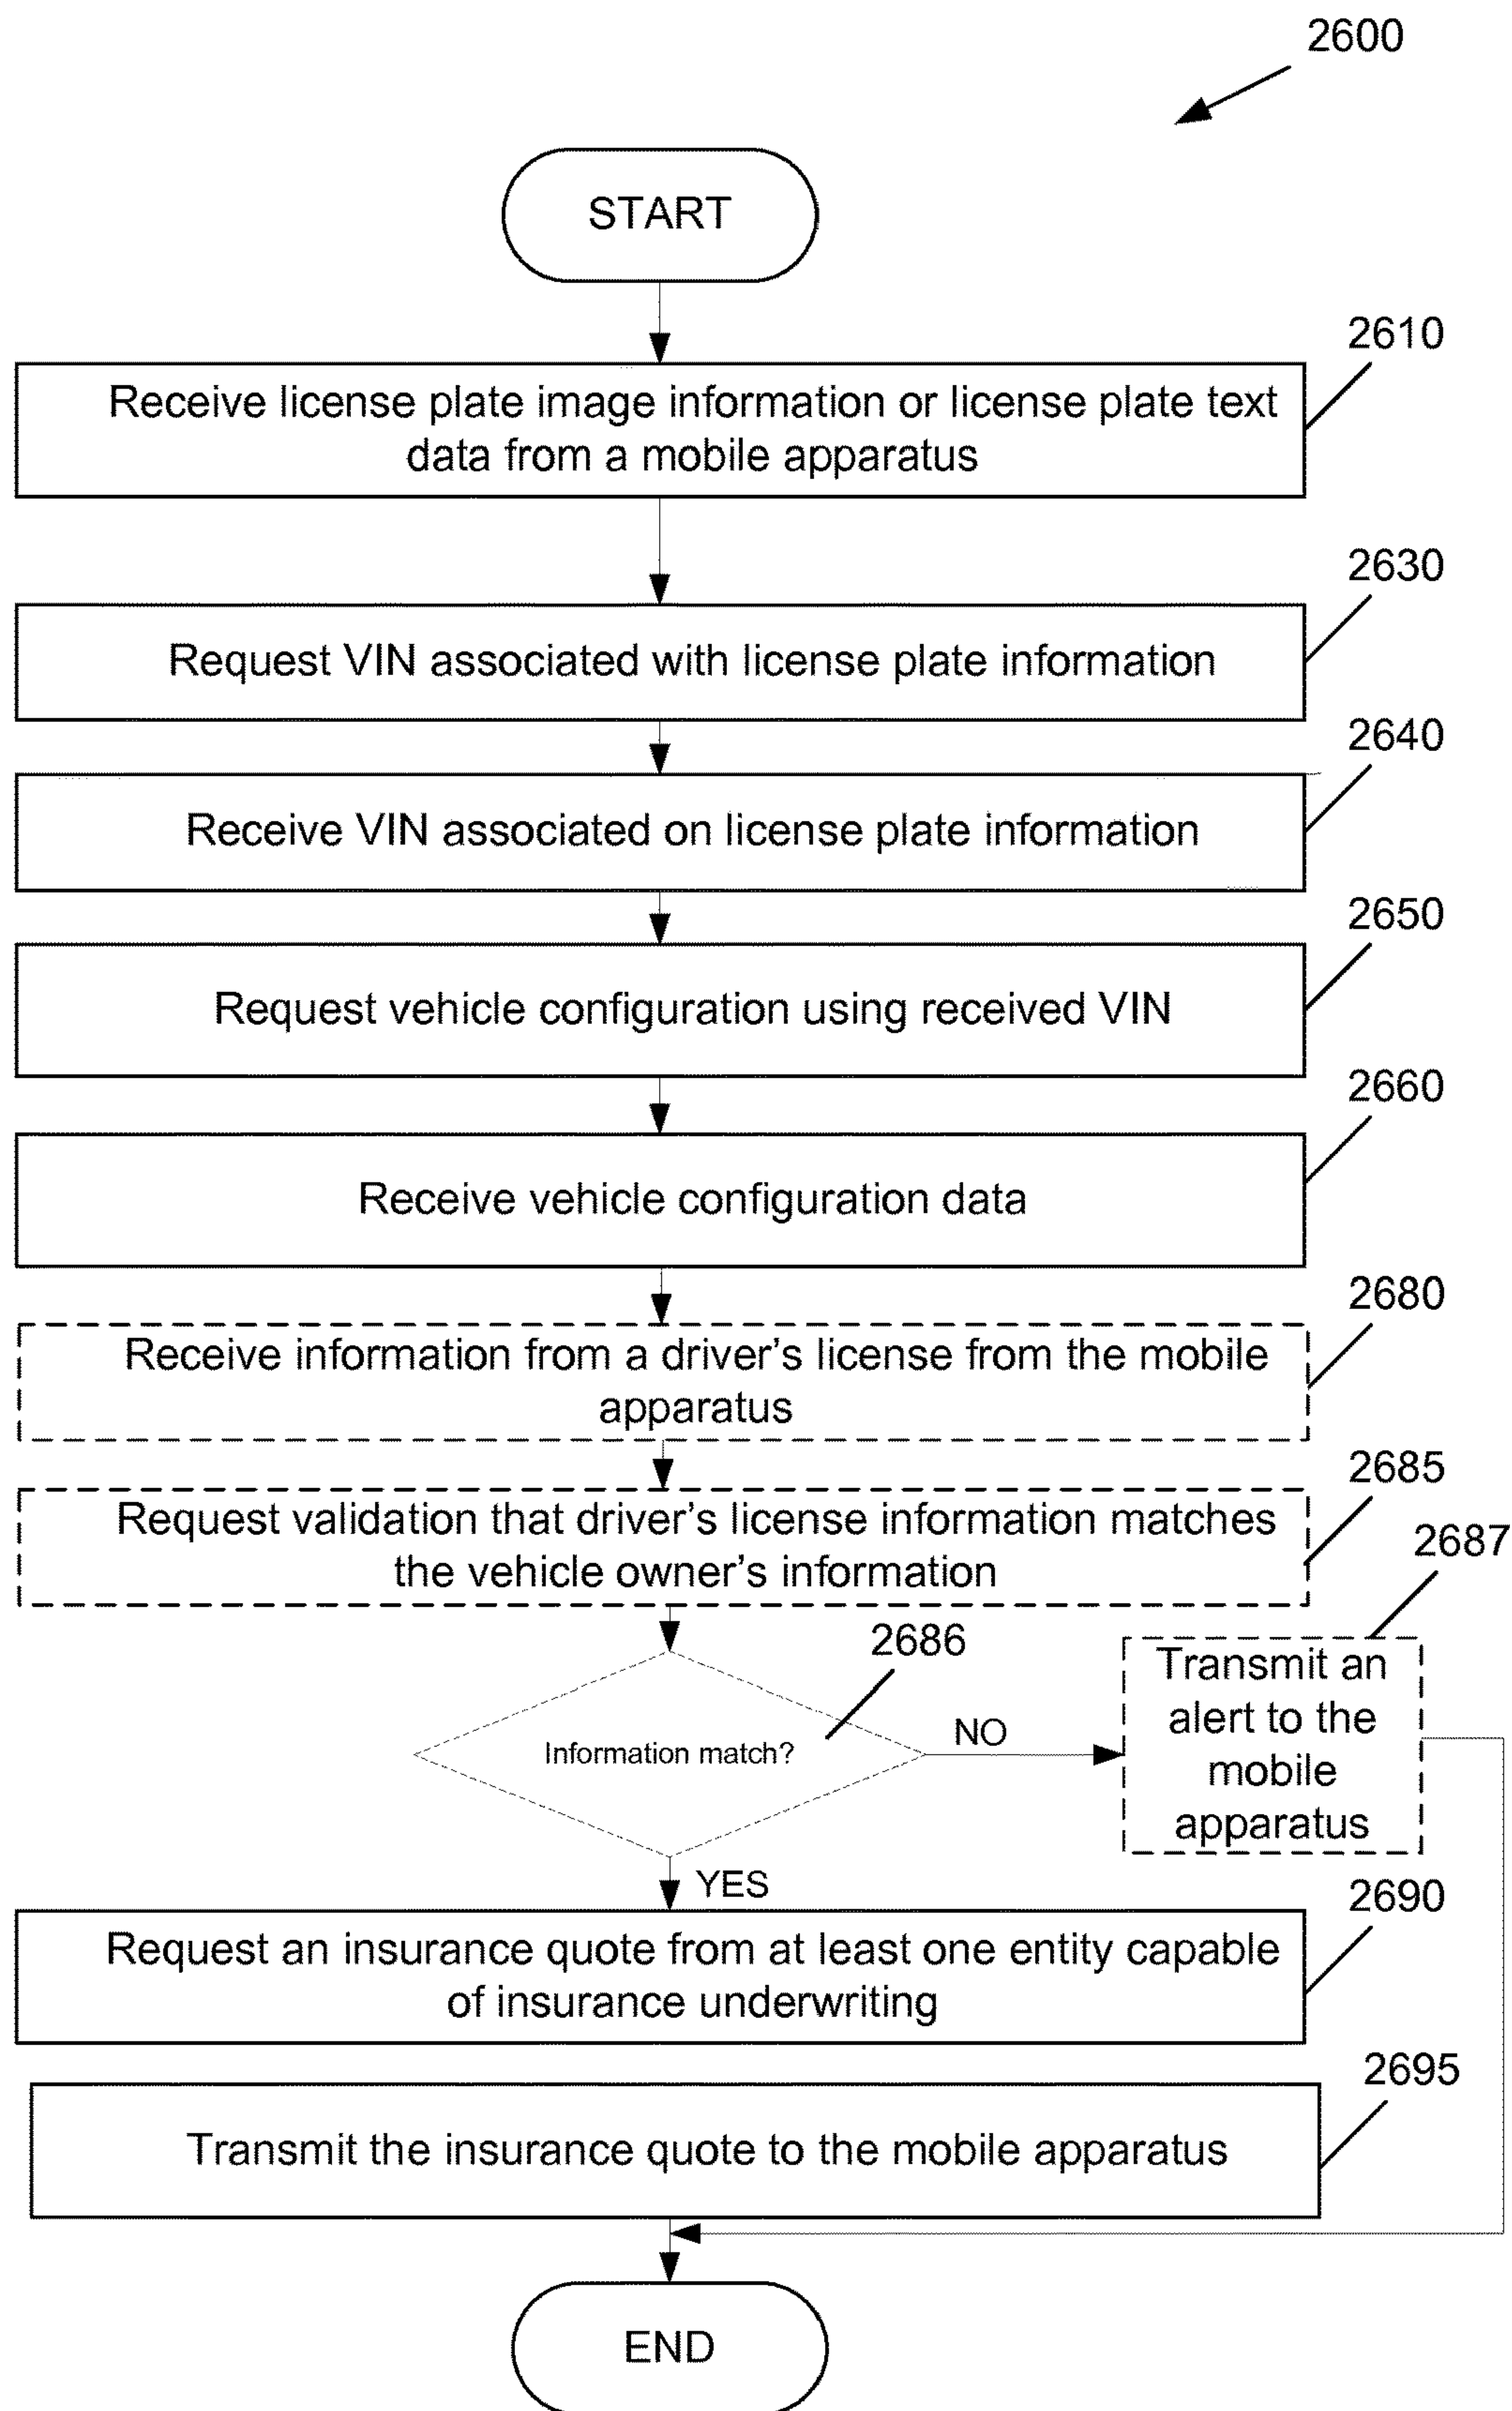 2600
START
2610
Receive license plate image information or license plate text
data from a mobile apparatus
2630
Request VIN associated with license plate information
2640
Receive VIN associated on license plate information
2650
Request vehicle configuration using received VIN
2660
Receive vehicle configuration data
2680
Receive information from a driver's license from the mobile
apparatus
2685
Request validation that driver's license information matches
the vehicle owner's information
2687
2686
Transmit an
alert to the
mobile
apparatus
Information match?
NO
YES
2690
Request an insurance quote from at least one entity capable
of insurance underwriting
2695
Transmit the insurance quote to the mobile apparatus
END